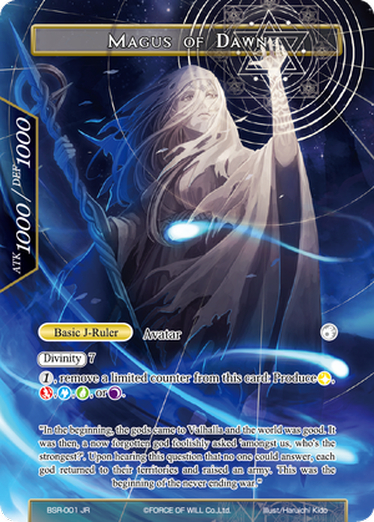 MAGUS OF DAWN
ATK 1000 / DEF 1000
Basic J-Ruler Avatar
Divinity 7
1, remove a limited counter from this card: Produce , , , , or .
"In the beginning, the gods came to Valhalla and the world was good. It
was then, a now forgotten god foolishly asked 'amongst us, who's the
strongest?'. Upon hearing this question that no one could answer, each
god returned to their territories and raised an army. This was the
beginning of the never ending war."
BSR-001 JR ©FORCE OF WILL Co.,Ltd. Illust/Haruichi Kido